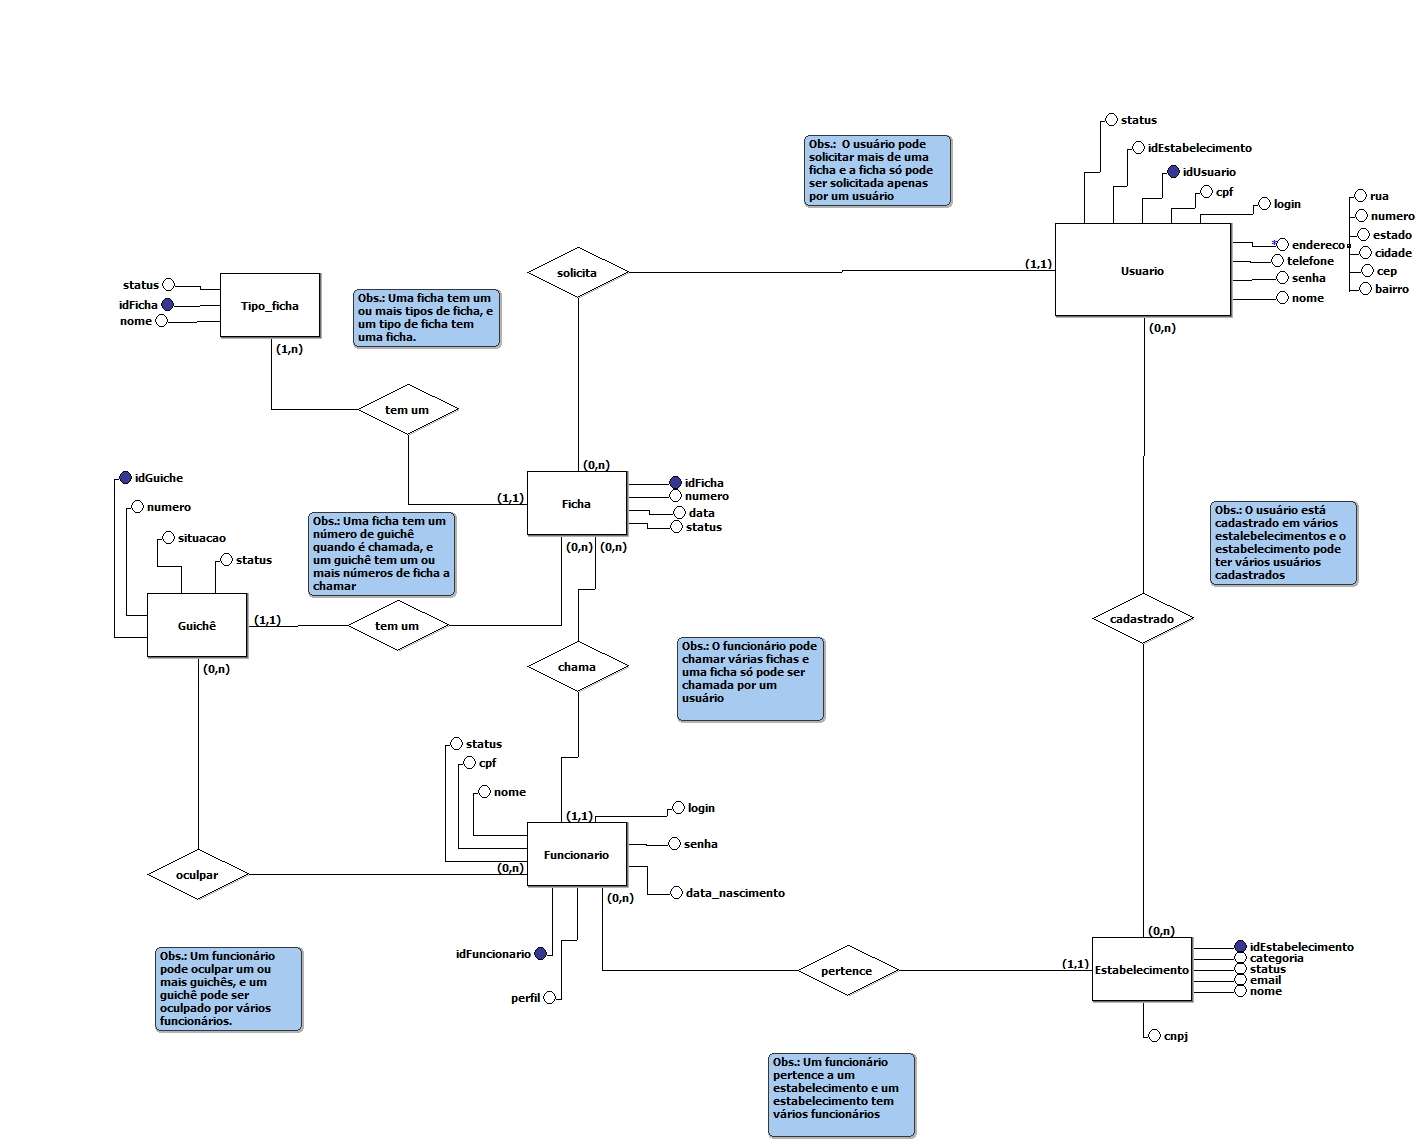 status
idEstabelecimento
idUsuario
cpf
login
Obs.: O usuário pode
solicitar mais de uma
ficha e a ficha só pode
ser solicitada apenas
por um usuário
rua
numero
estado
cidade
cep
bairro
* endereco
telefone
senha
nome
Usuario
(1,1)
(0,n)
solicita
status
idFicha
nome
Tipo_ficha
(1,n)
Obs.: Uma ficha tem um
ou mais tipos de ficha, e
um tipo de ficha tem
uma ficha.
tem um
(0,n)
(1,1)
Ficha
idFicha
numero
data
status
(0,n)
(0,n)
idGuiche
numero
situacao
status
Obs.: Uma ficha tem um
número de guichê
quando é chamada, e
um guichê tem um ou
mais números de ficha a
chamar
Guichê
(1,1)
(0,n)
tem um
chama
Obs.: O funcionário pode
chamar várias fichas e
uma ficha só pode ser
chamada por um
usuário
Obs.: O usuário está
cadastrado em vários
estalebelecimentos e o
estabelecimento pode
ter vários usuários
cadastrados
cadastrado
status
cpf
nome
login
senha
data_nascimento
(1,1)
Funcionario
(0,n)
(0,n)
idFuncionario
perfil
oculpar
Obs.: Um funcionário
pode oculpar um ou
mais guichês, e um
guichê pode ser
oculpado por vários
funcionários.
pertence
(1,1)
(0,n)
Estabelecimento
idEstabelecimento
categoria
status
email
nome
cnpj
Obs.: Um funcionário
pertence a um
estabelecimento e um
estabelecimento tem
vários funcionários